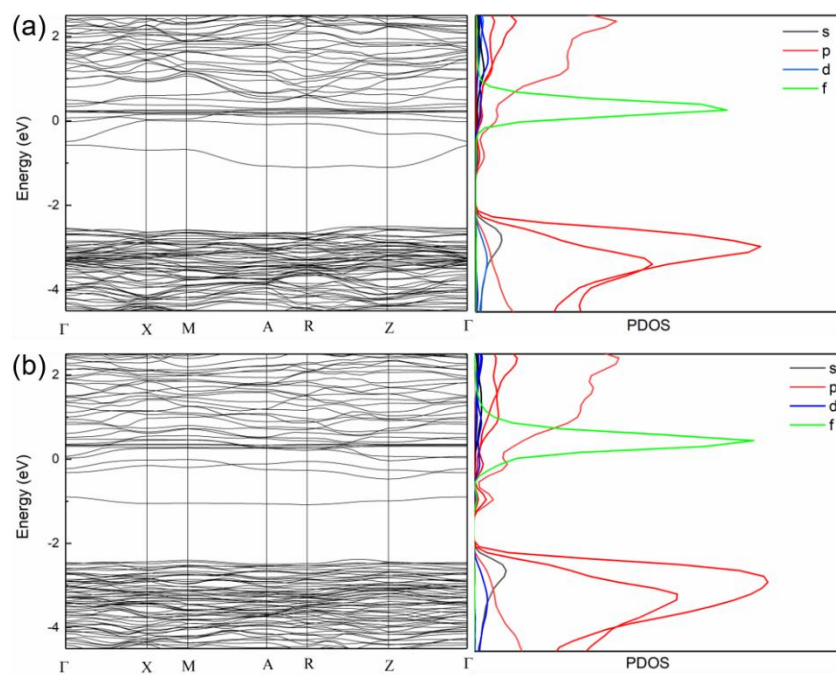 (a)
2
0
-2
-4
Energy (eV)
Γ X M A R Z Γ
s
p
d
f
PDOS
(b)
2
0
-2
-4
Energy (eV)
Γ X M A R Z Γ
s
p
d
f
PDOS